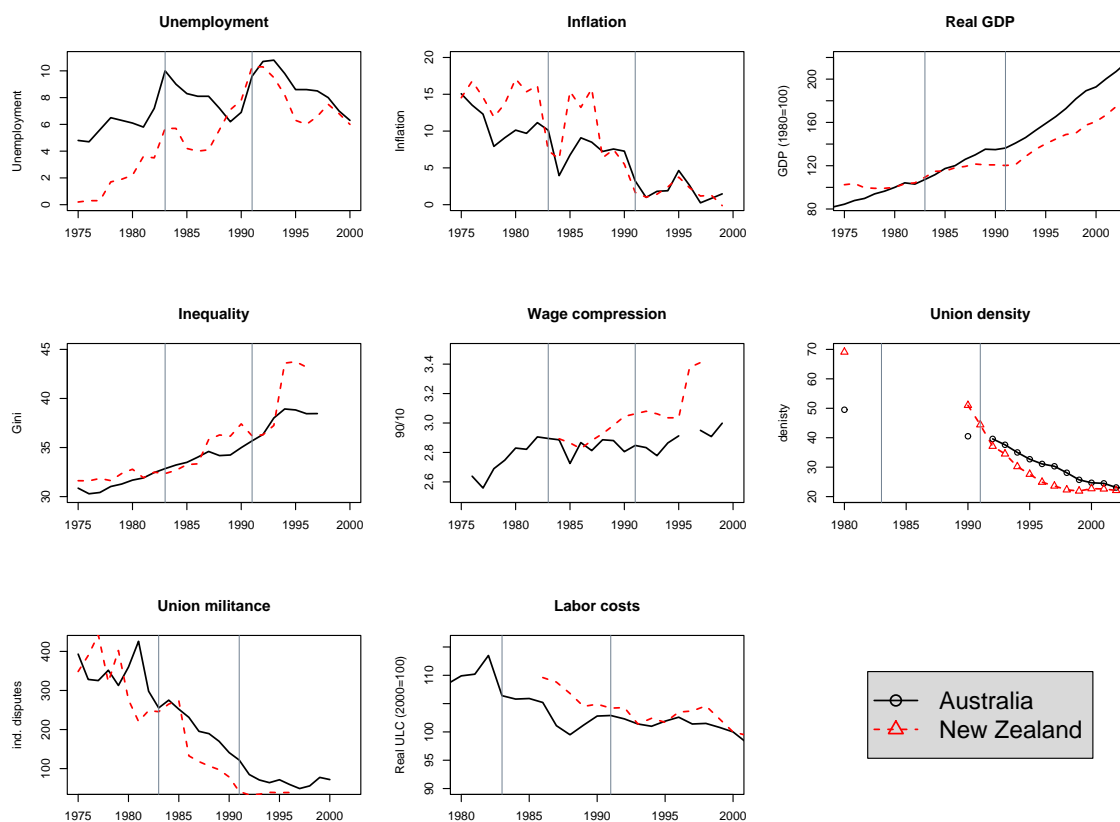 Unemployment
Unemployment
0 2 4 6 8 10
1975 1980 1985 1990 1995 2000
Inflation
Inflation
0 5 10 15 20
1975 1980 1985 1990 1995 2000
Real GDP
GDP (1980=100)
80 120 160 200
1975 1980 1985 1990 1995 2000
Inequality
Gini
30 35 40 45
1975 1980 1985 1990 1995 2000
Wage compression
90/10
2.6 2.8 3.0 3.2 3.4
1975 1980 1985 1990 1995 2000
Union density
denisty
20 30 40 50 60 70
1980 1985 1990 1995 2000
Union militance
ind. disputes
100 200 300 400
1975 1980 1985 1990 1995 2000
Labor costs
Real ULC (2000=100)
90 95 100 110
1980 1985 1990 1995 2000
Australia
New Zealand